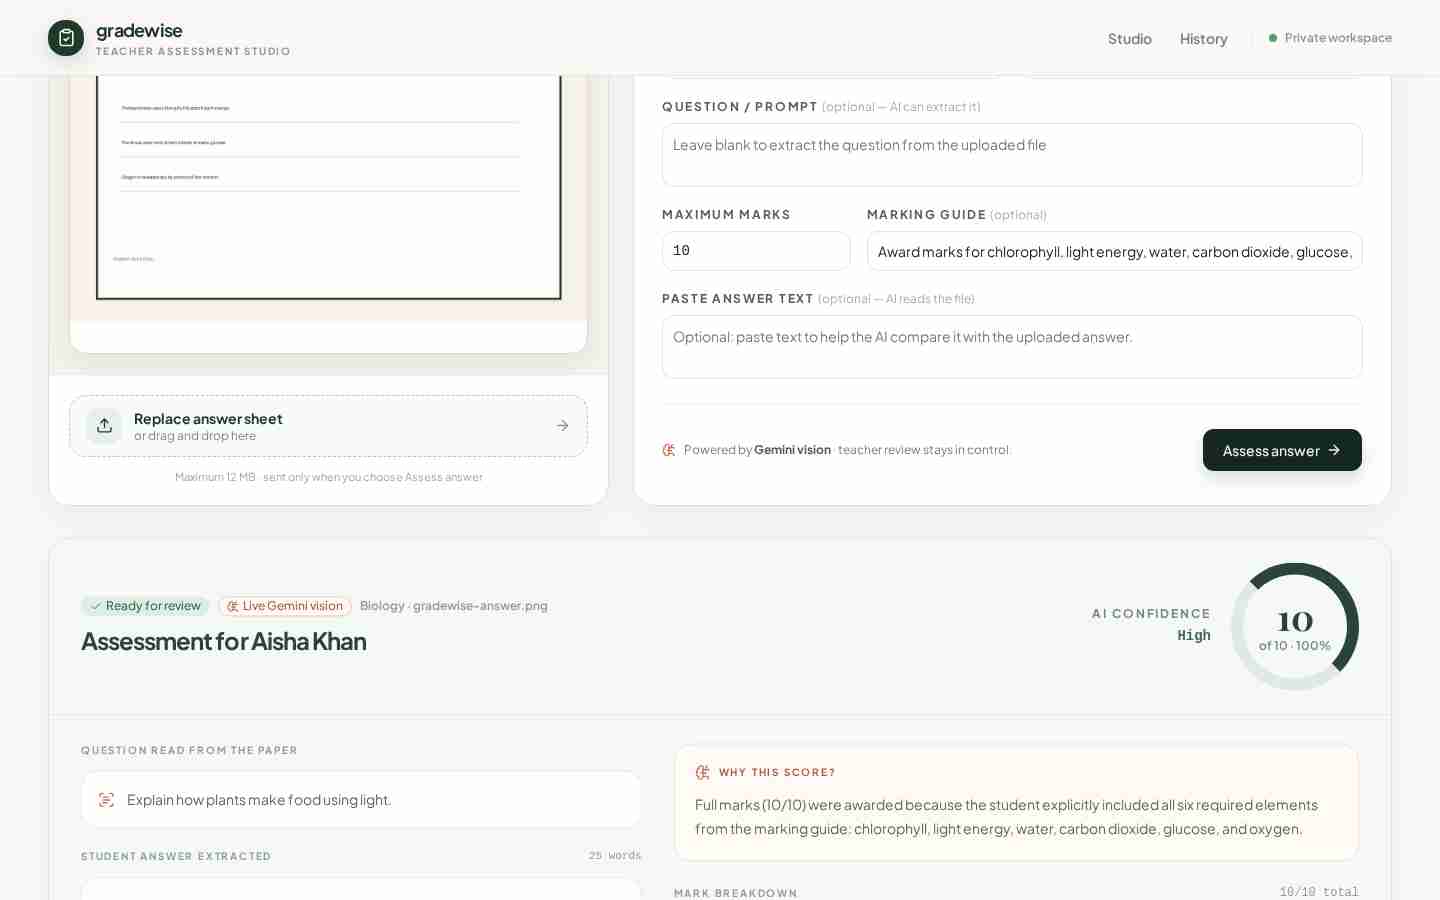 gradewise
TEACHER ASSESSMENT STUDIO
Studio
History
Private workspace
QUESTION / PROMPT (optional — AI can extract it)
Leave blank to extract the question from the uploaded file
MAXIMUM MARKS
MARKING GUIDE (optional)
10
Award marks for chlorophyll, light energy, water, carbon dioxide, glucose,
PASTE ANSWER TEXT (optional — AI reads the file)
Optional: paste text to help the AI compare it with the uploaded answer.
Replace answer sheet
or drag and drop here
Maximum 12 MB · sent only when you choose Assess answer
Powered by Gemini vision · teacher review stays in control.
Assess answer
Ready for review
Live Gemini vision
Biology · gradewise-answer.png
Assessment for Aisha Khan
AI CONFIDENCE
High
10
of 10 · 100%
QUESTION READ FROM THE PAPER
Explain how plants make food using light.
STUDENT ANSWER EXTRACTED
25 words
WHY THIS SCORE?
Full marks (10/10) were awarded because the student explicitly included all six required elements
from the marking guide: chlorophyll, light energy, water, carbon dioxide, glucose, and oxygen.
MARK BREAKDOWN
10/10 total